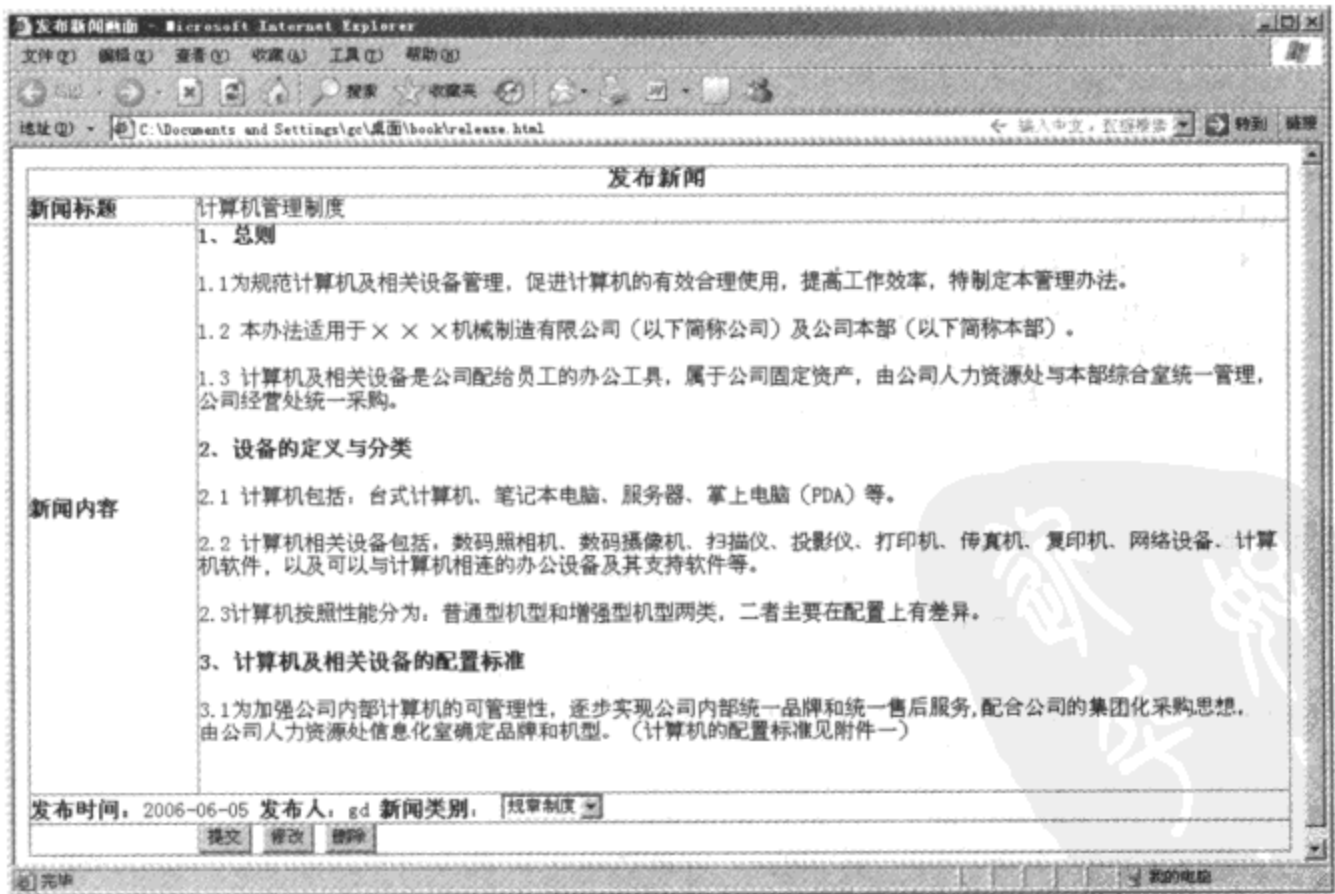 发布新闻画面 - Microsoft Internet Explorer
文件(F) 编辑(E) 查看(V) 收藏(A) 工具(T) 帮助(H)
搜索 收藏夹
地址(D) C:\Documents and Settings\gc\桌面\book\release.html 转到 链接
发布新闻
新闻标题 计算机管理制度
1、总则
1.1为规范计算机及相关设备管理，促进计算机的有效合理使用，提高工作效率，特制定本管理办法。
1.2 本办法适用于× × ×机械制造有限公司（以下简称公司）及公司本部（以下简称本部）。
1.3 计算机及相关设备是公司配给员工的办公工具，属于公司固定资产，由公司人力资源处与本部综合室统一管理，
公司经营处统一采购。
2、设备的定义与分类
新闻内容
2.1 计算机包括：台式计算机、笔记本电脑、服务器、掌上电脑（PDA）等。
2.2 计算机相关设备包括：数码照相机、数码摄像机、扫描仪、投影仪、打印机、传真机、复印机、网络设备、计算
机软件，以及可以与计算机相连的办公设备及其支持软件等。
2.3计算机按照性能分为：普通型机型和增强型机型两类，二者主要在配置上有差异。
3、计算机及相关设备的配置标准
3.1为加强公司内部计算机的可管理性，逐步实现公司内部统一品牌和统一售后服务,配合公司的集团化采购思想，
由公司人力资源处信息化室确定品牌和机型。（计算机的配置标准见附件一）
发布时间：2006-06-05 发布人：gd 新闻类别： 规章制度
提交 修改 删除
完毕 我的电脑